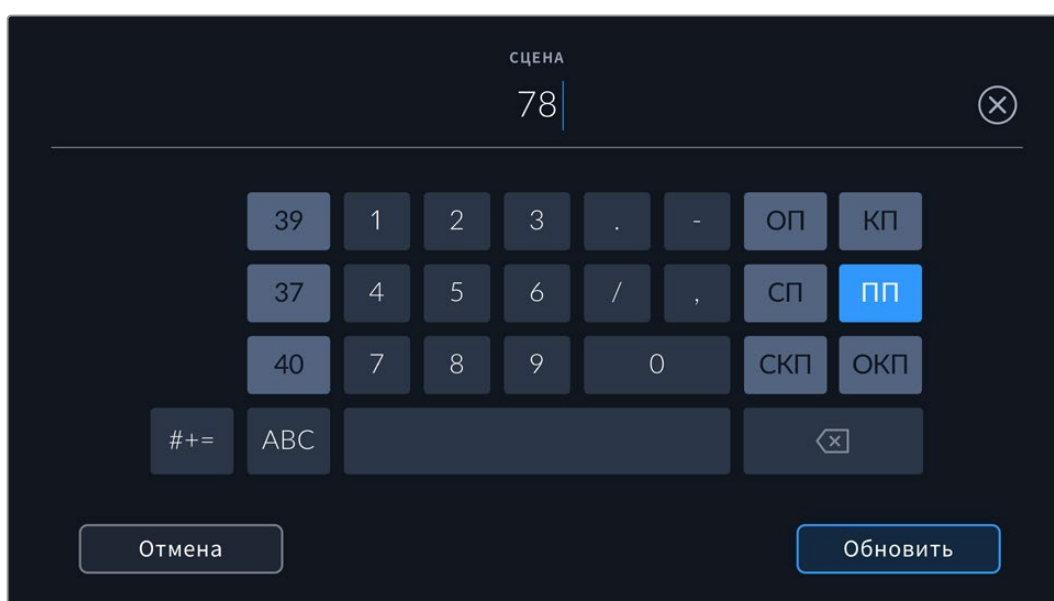 СЦЕНА
78
39 1 2 3 . - ОП КП
37 4 5 6 / , СП ПП
40 7 8 9 0 СКП ОКП
#+= ABC
Отмена Обновить